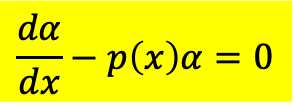 dα/dx − p(x)α = 0